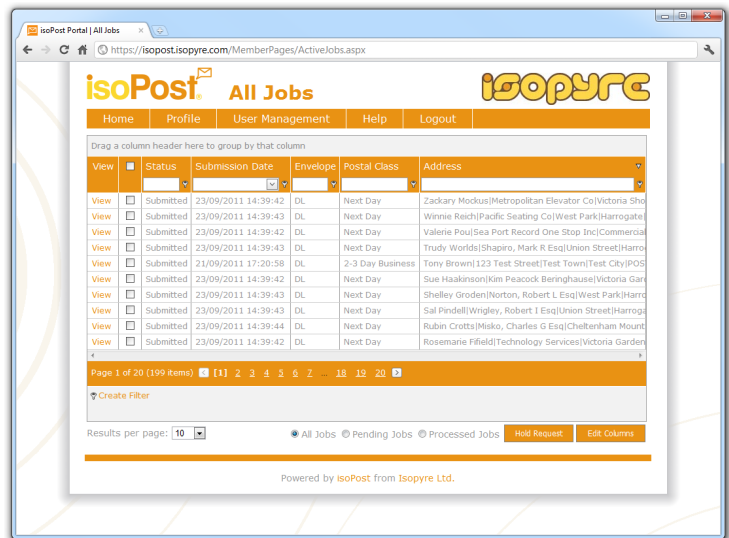 isoPost Portal | All Jobs
https://isopost.isopyre.com/MemberPages/ActiveJobs.aspx
isoPost All Jobs isopyre
Home Profile User Management Help Logout
Drag a column header here to group by that column
View Status Submission Date Envelope Postal Class Address
View Submitted 23/09/2011 14:39:42 DL Next Day Zackary Mockus|Metropolitan Elevator Co|Victoria Sho
View Submitted 23/09/2011 14:39:43 DL Next Day Winnie Reich|Pacific Seating Co|West Park|Harrogate|
View Submitted 23/09/2011 14:39:42 DL Next Day Valerie Pou|Sea Port Record One Stop Inc|Commercial
View Submitted 23/09/2011 14:39:43 DL Next Day Trudy Worlds|Shapiro, Mark R Esq|Union Street|Harro
View Submitted 21/09/2011 17:20:58 DL 2-3 Day Business Tony Brown|123 Test Street|Test Town|Test City|POS
View Submitted 23/09/2011 14:39:42 DL Next Day Sue Haakinson|Kim Peacock Beringhause|Victoria Gar
View Submitted 23/09/2011 14:39:43 DL Next Day Shelley Groden|Norton, Robert L Esq|West Park|Harro
View Submitted 23/09/2011 14:39:43 DL Next Day Sal Pindell|Wrigley, Robert I Esq|Union Street|Harroga
View Submitted 23/09/2011 14:39:44 DL Next Day Rubin Crotts|Misko, Charles G Esq|Cheltenham Mount
View Submitted 23/09/2011 14:39:42 DL Next Day Rosemarie Fifield|Technology Services|Victoria Garden
Page 1 of 20 (199 items) [1] 2 3 4 5 6 7 … 18 19 20
Create Filter
Results per page: 10 All Jobs Pending Jobs Processed Jobs Hold Request Edit Columns
Powered by isoPost from Isopyre Ltd.